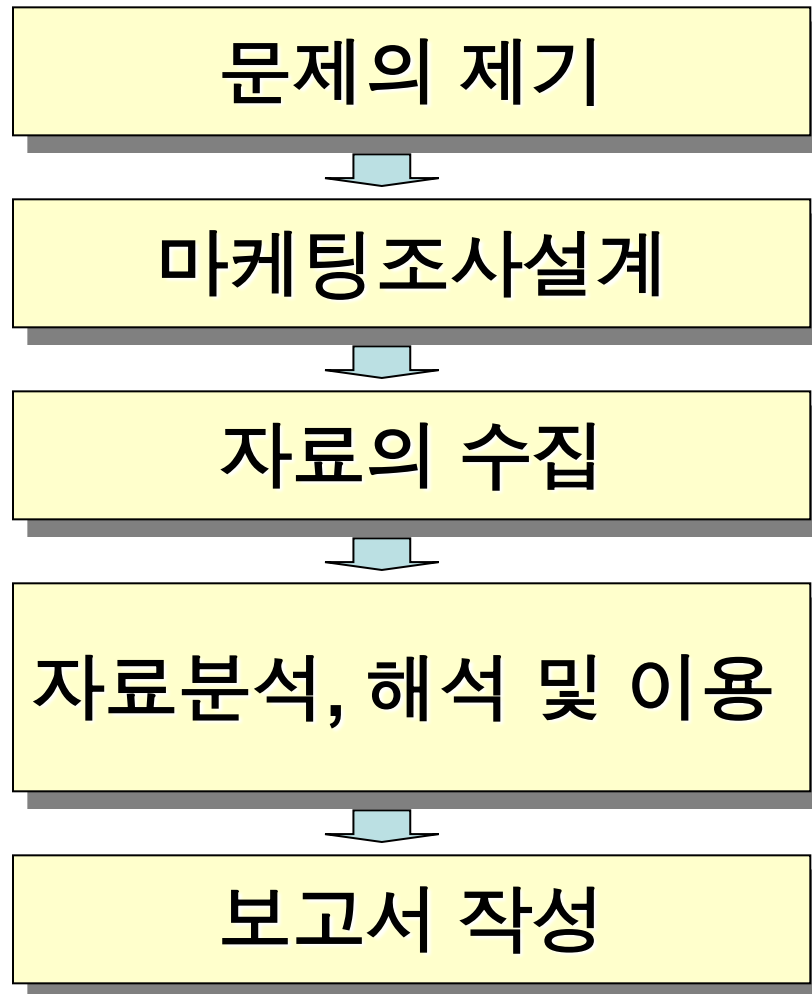 문제의 제기
마케팅조사설계
자료의 수집
자료분석, 해석 및 이용
보고서 작성